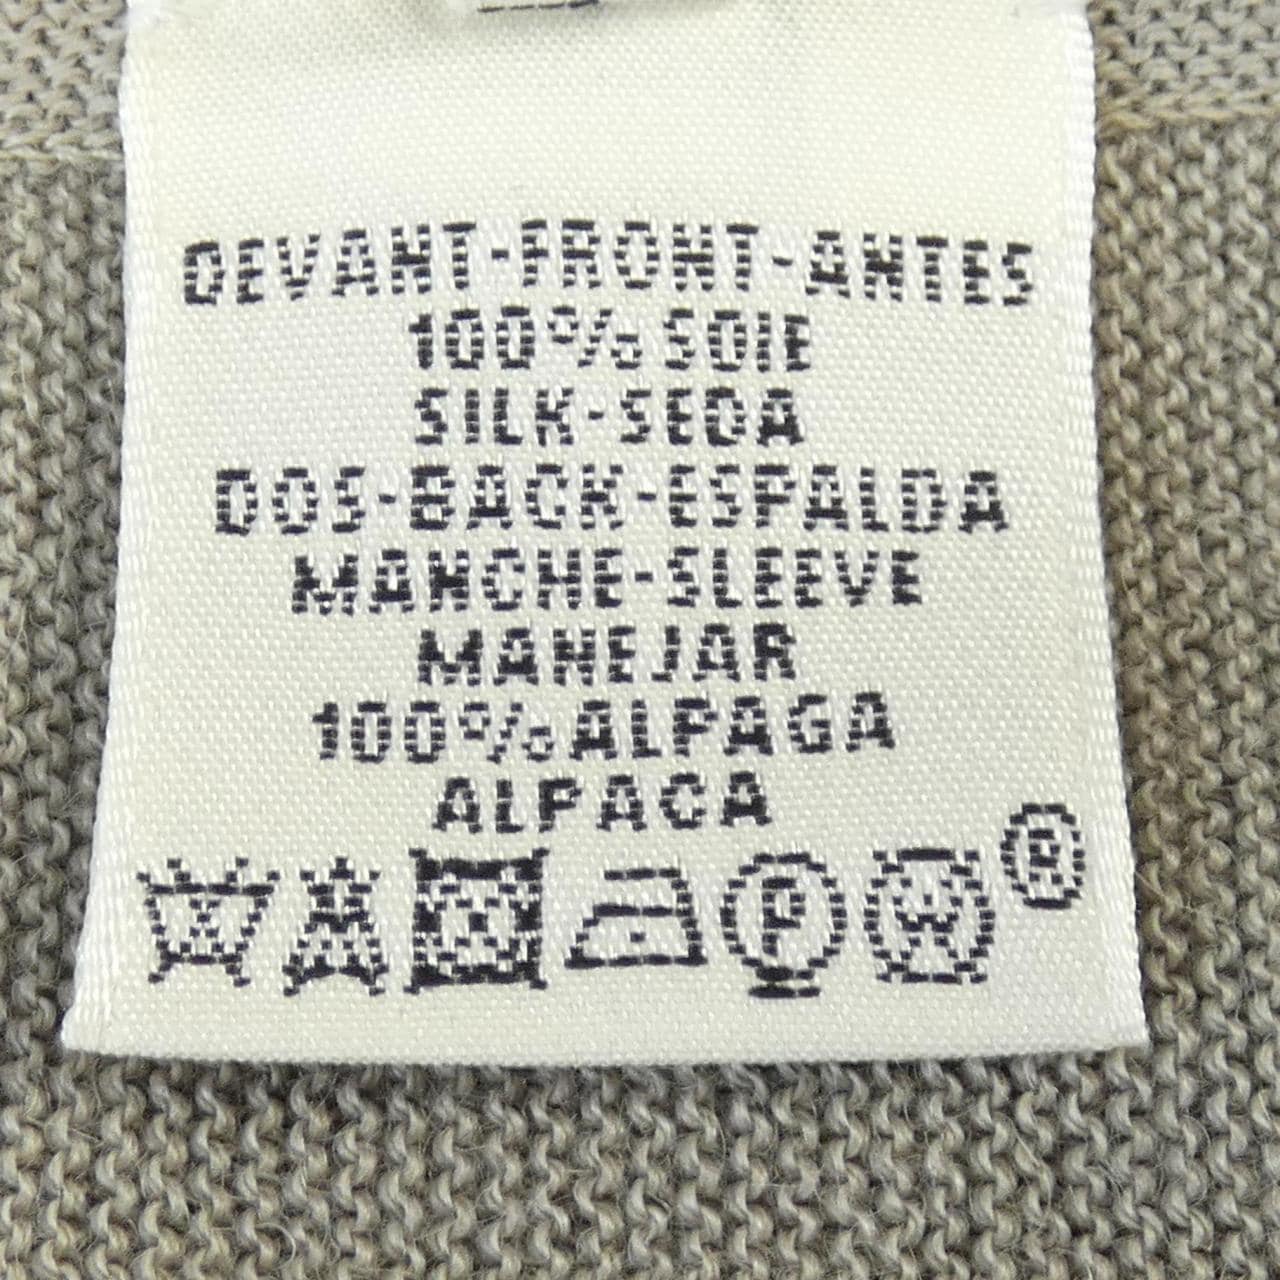 DEVANT-FRONT-ANTES
100% SOIE
SILK-SEDA
DOS-BACK-ESPALDA
MANCHE-SLEEVE
MANEJAR
100% ALPAGA
ALPACA
P W ®